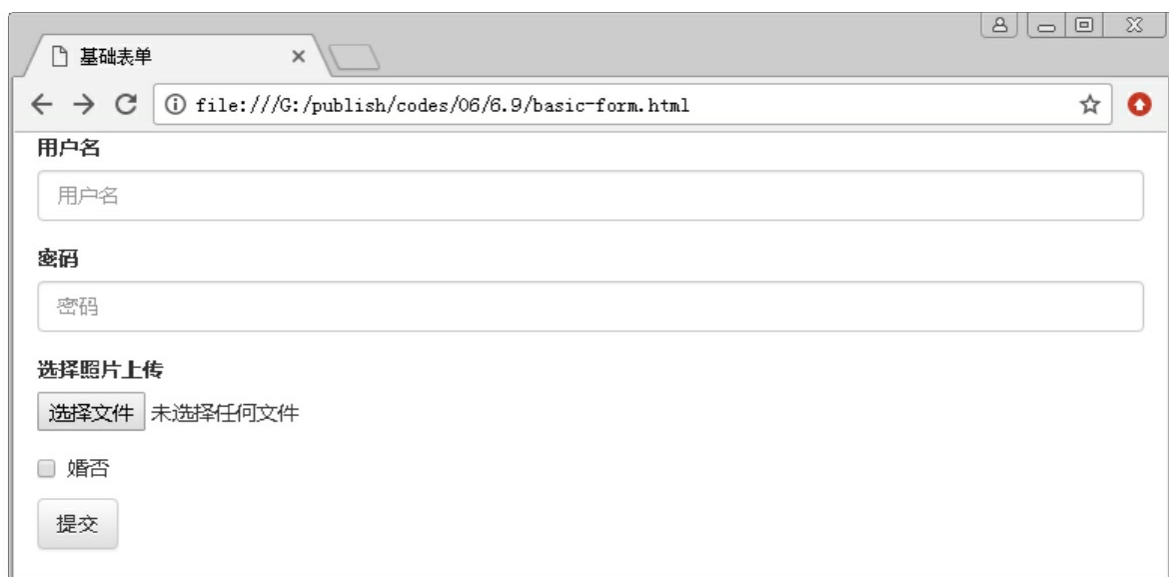 基础表单
file:///G:/publish/codes/06/6.9/basic-form.html
用户名
用户名
密码
密码
选择照片上传
选择文件 未选择任何文件
婚否
提交